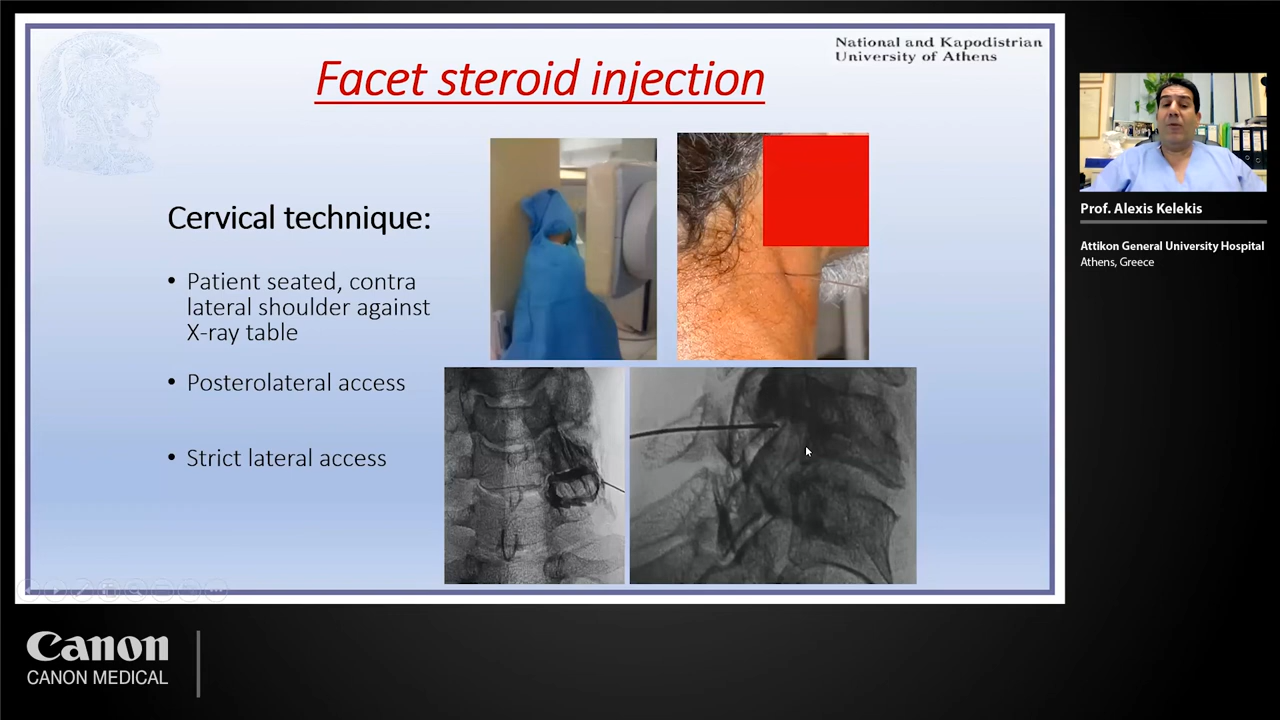 National and Kapodistrian
University of Athens
Facet steroid injection
Cervical technique:
• Patient seated, contra
lateral shoulder against
X-ray table
• Posterolateral access
• Strict lateral access
Prof. Alexis Kelekis
Attikon General University Hospital
Athens, Greece
Canon
CANON MEDICAL